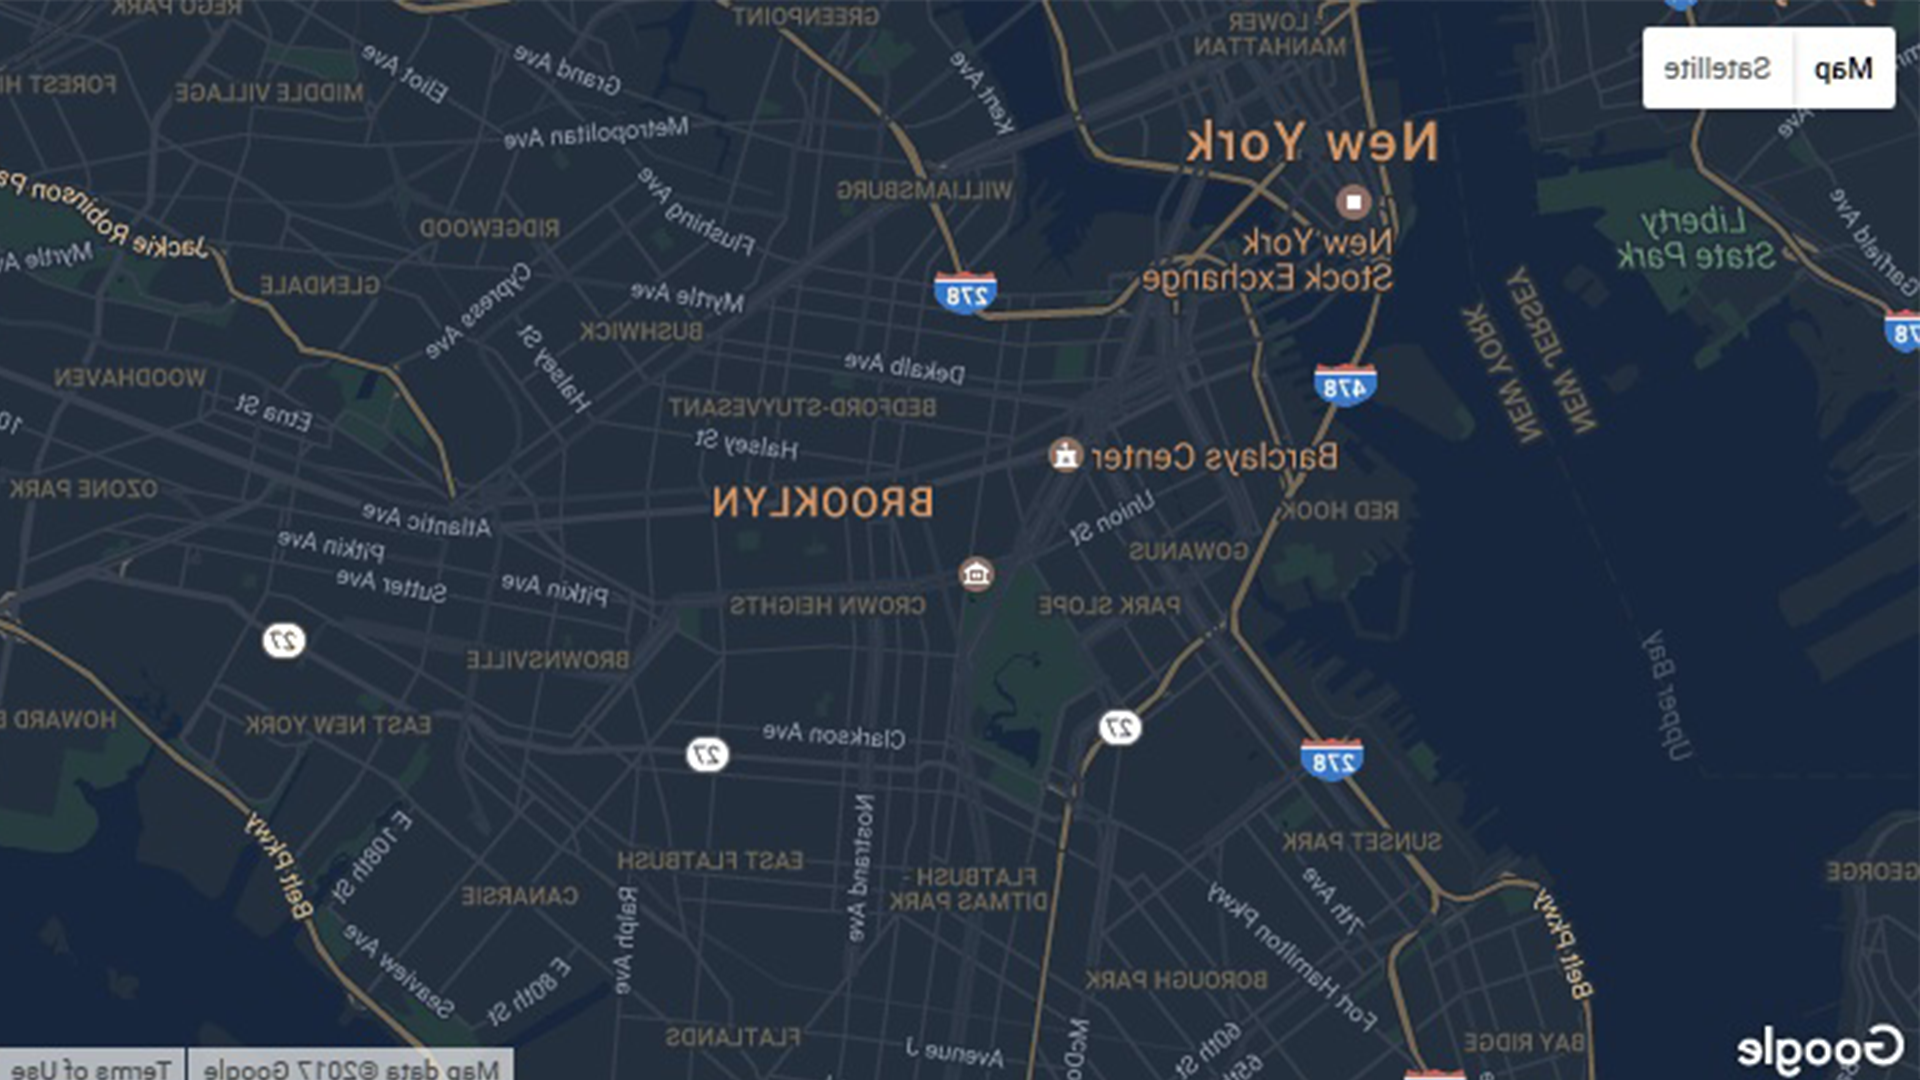 REGO PARK
GREENPOINT
LOWER
MANHATTAN
Map
Satellite
Eliot Ave
Grand Ave
Kent Ave
FOREST HI
MIDDLE VILLAGE
Metropolitan Ave
New York
Ave
Jackie Robinson Pa
Flushing Ave
WILLIAMSBURG
Liberty
State Park
Garfield Ave
RIDGEWOOD
New York
Stock Exchange
Myrtle Av
GLENDALE
Cypress Ave
Myrtle Ave
278
NEW JERSEY
NEW YORK
78
BUSHWICK
Halsey St
Dekalb Ave
478
WOODHAVEN
Etna St
BEDFORD-STUYVESANT
Halsey St
Barclays Center
OZONE PARK
BROOKLYN
Union St
RED HOOK
Atlantic Ave
Pitkin Ave
Sutter Ave
Pitkin Ave
GOWANUS
CROWN HEIGHTS
PARK SLOPE
27
BROWNSVILLE
Upper Bay
HOWARD B
EAST NEW YORK
Clarkson Ave
27
27
278
Belt Pkwy
E 108th St
SUNSET PARK
EAST FLATBUSH
Nostrand Ave
FLATBUSH -
DITMAS PARK
GEORGE
CANARSIE
Ralph Ave
7th Ave
Fort Hamilton Pkwy
Belt Pkwy
Seaview Ave
E 80th St
BOROUGH PARK
FLATLANDS
Avenue J
McDo
60th St
65th
BAY RIDGE
Google
Map data ©2017 Google
Terms of Use